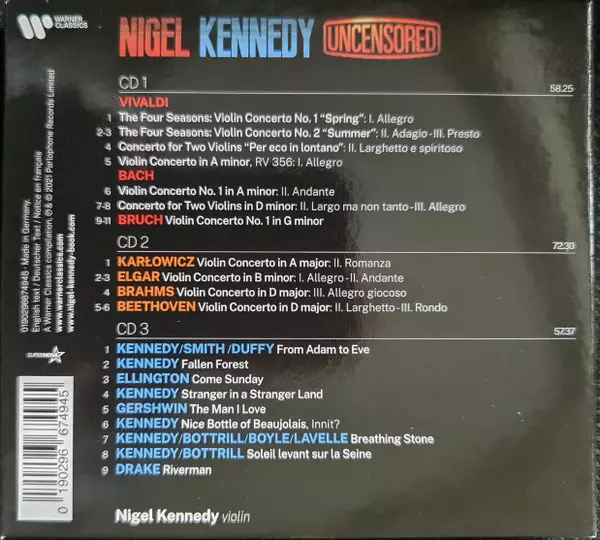 WARNER
CLASSICS
NIGEL KENNEDY UNCENSORED
CD 1 58.25
VIVALDI
1 The Four Seasons: Violin Concerto No. 1 “Spring”: I. Allegro
2-3 The Four Seasons: Violin Concerto No. 2 “Summer”: II. Adagio - III. Presto
4 Concerto for Two Violins “Per eco in lontano”: II. Larghetto e spiritoso
5 Violin Concerto in A minor, RV 356: I. Allegro
BACH
6 Violin Concerto No. 1 in A minor: II. Andante
7-8 Concerto for Two Violins in D minor: II. Largo ma non tanto - III. Allegro
9-11 BRUCH Violin Concerto No. 1 in G minor
CD 2 72:30
1 KARŁOWICZ Violin Concerto in A major: II. Romanza
2-3 ELGAR Violin Concerto in B minor: I. Allegro - II. Andante
4 BRAHMS Violin Concerto in D major: III. Allegro giocoso
5-6 BEETHOVEN Violin Concerto in D major: II. Larghetto - III. Rondo
CD 3 57:37
1 KENNEDY/SMITH /DUFFY From Adam to Eve
2 KENNEDY Fallen Forest
3 ELLINGTON Come Sunday
4 KENNEDY Stranger in a Stranger Land
5 GERSHWIN The Man I Love
6 KENNEDY Nice Bottle of Beaujolais, Innit?
7 KENNEDY/BOTTRILL/BOYLE/LAVELLE Breathing Stone
8 KENNEDY/BOTTRILL Soleil levant sur la Seine
9 DRAKE Riverman
Nigel Kennedy violin
0190296674945 · Made in Germany.
English text / Deutscher Text / Notice en français
A Warner Classics compilation, ℗ & © 2021 Parlophone Records Limited
www.warnerclassics.com
www.nigel-kennedy-book.com
SUPERNOVA
0 190296 674945